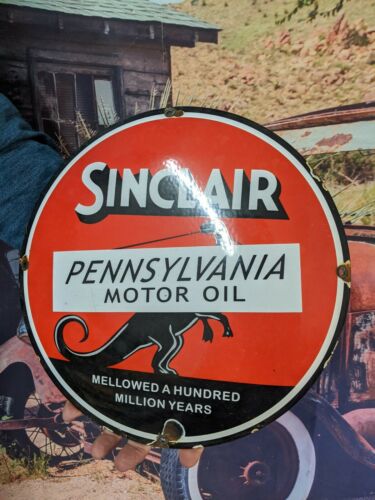 SINCLAIR
PENNSYLVANIA
MOTOR OIL
MELLOWED A HUNDRED
MILLION YEARS